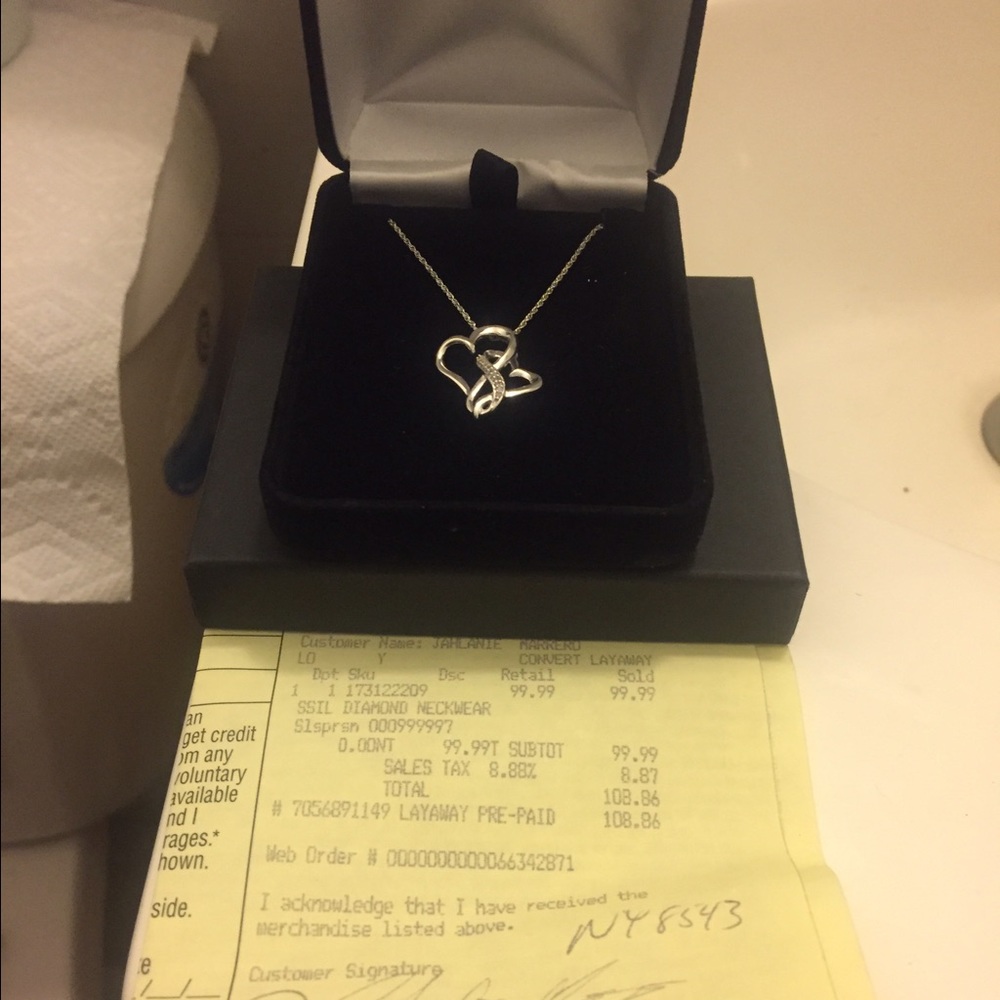 Customer Name: JAHLANIE MARRERO
LO Y CONVERT LAYAWAY
Dpt Sku Dsc Retail Sold
1 1 173122209 99.99 99.99
SSIL DIAMOND NECKWEAR
Slsprsn 000999997
0.00NT 99.99T SUBTOT 99.99
SALES TAX 8.88% 8.87
TOTAL 108.86
# 7056891149 LAYAWAY PRE-PAID 108.86
Web Order # 0000000000066342871
I acknowledge that I have received the
merchandise listed above.
NY8543
Customer Signature
an
get credit
om any
voluntary
available
nd I
rages.*
hown.
side.
e